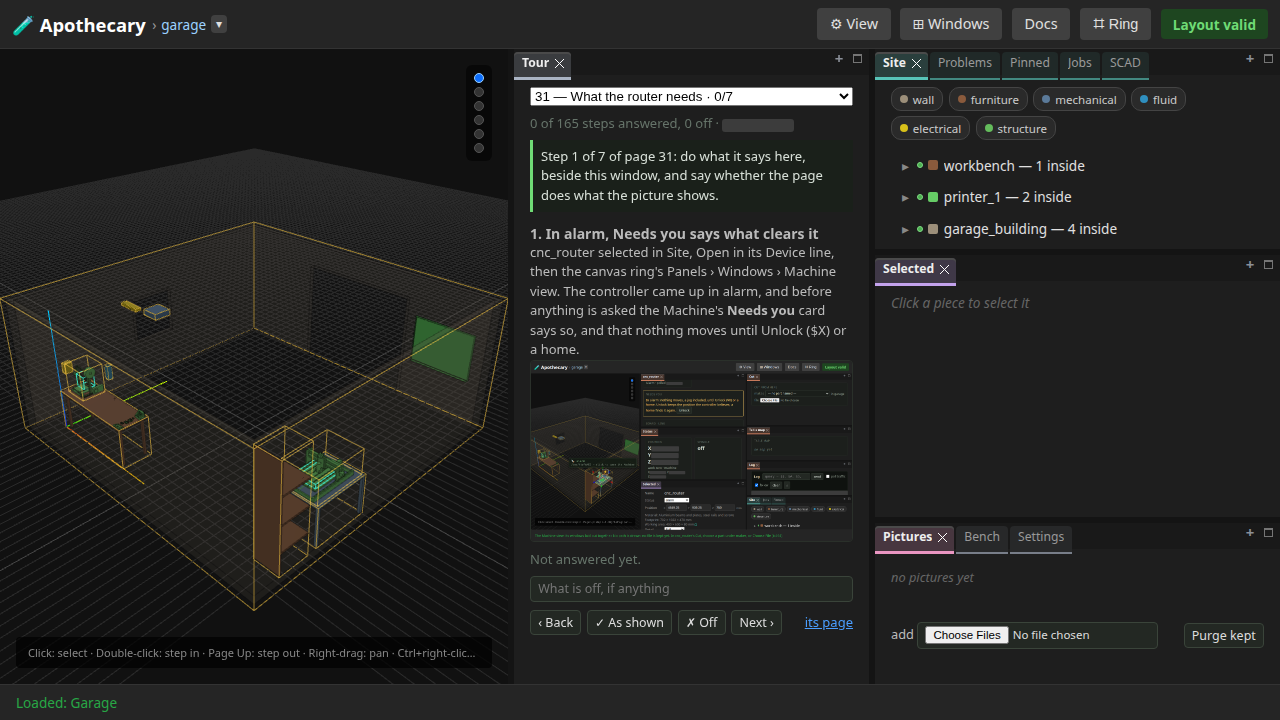 Apothecary › garage ▾
⚙ View
⊞ Windows
Docs
⌗ Ring
Layout valid
Tour
31 — What the router needs · 0/7
0 of 165 steps answered, 0 off ·
Step 1 of 7 of page 31: do what it says here,
beside this window, and say whether the page
does what the picture shows.
1. In alarm, Needs you says what clears it
cnc_router selected in Site, Open in its Device line,
then the canvas ring's Panels › Windows › Machine
view. The controller came up in alarm, and before
anything is asked the Machine's Needs you card
says so, and that nothing moves until Unlock ($X) or
a home.
Not answered yet.
What is off, if anything
‹ Back
✓ As shown
✗ Off
Next ›
its page
Site
Problems
Pinned
Jobs
SCAD
wall
furniture
mechanical
fluid
electrical
structure
workbench — 1 inside
printer_1 — 2 inside
garage_building — 4 inside
Selected
Click a piece to select it
Pictures
Bench
Settings
no pictures yet
add Choose Files No file chosen
Purge kept
Click: select · Double-click: step in · Page Up: step out · Right-drag: pan · Ctrl+right-clic...
Loaded: Garage